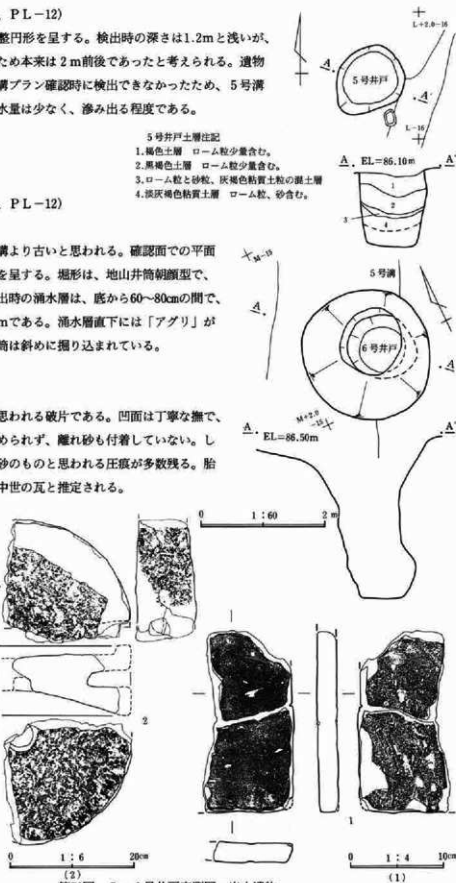 , PL-12)
整円形を呈する。検出時の深さは1.2mと浅いが、
ため本来は2m前後であったと考えられる。遺物
溝プラン確認時に検出できなかったため、5号溝
水量は少なく、滲み出る程度である。
5号井戸土層注記
1.褐色土層 ローム粒少量含む。
2.黒褐色土層 ローム粒少量含む。
3.ローム粒と砂粒、灰褐色粘質土粒の混土層
4.淡灰褐色粘質土層 ローム粒、砂含む。
L+2.0-16
A.
5号井戸
.A'
L-16
A. EL=86.10m .A'
1
2
3
4
, PL-12)
溝より古いと思われる。確認面での平面
を呈する。堀形は、地山井筒朝顔型で、
出時の涌水層は、底から60〜80cmの間で、
mである。涌水層直下には「アグリ」が
筒は斜めに掘り込まれている。
M-15
5号溝
A.
6号井戸
.A'
M+2.0
-15
A. EL=86.50m .A'
思われる破片である。凹面は丁寧な撫で、
められず、離れ砂も付着していない。し
砂のものと思われる圧痕が多数残る。胎
中世の瓦と推定される。
0 1:60 2m
2
1
0 1:6 20cm
(2)
0 1:4 10cm
(1)